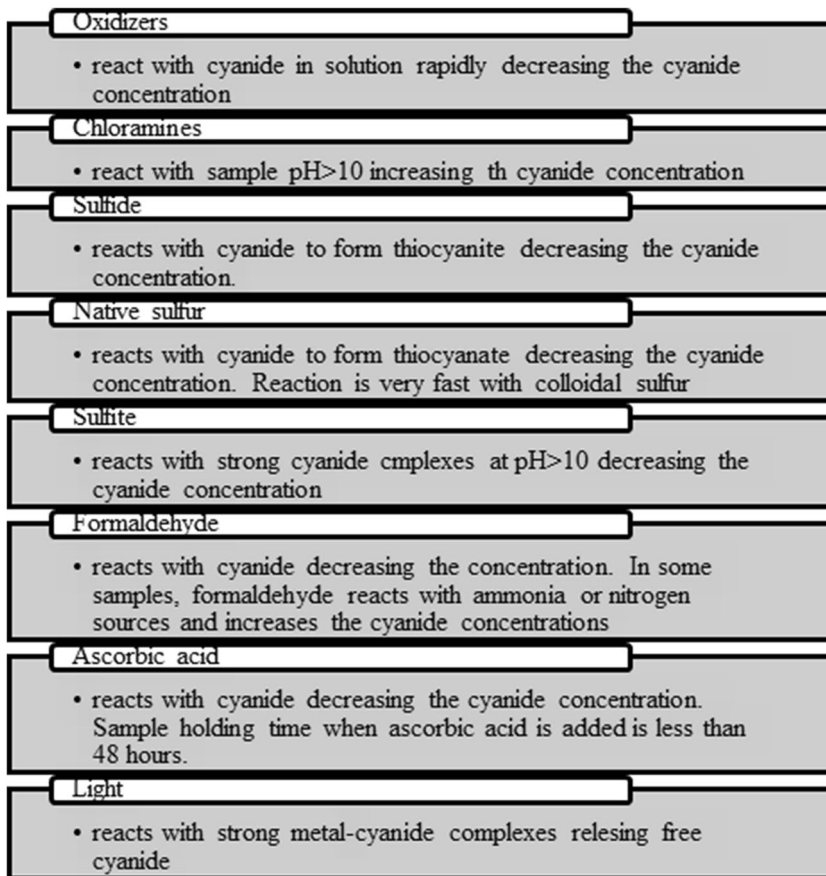 Oxidizers
• react with cyanide in solution rapidly decreasing the cyanide
concentration
Chloramines
• react with sample pH>10 increasing th cyanide concentration
Sulfide
• reacts with cyanide to form thiocyanite decreasing the cyanide
concentration.
Native sulfur
• reacts with cyanide to form thiocyanate decreasing the cyanide
concentration. Reaction is very fast with colloidal sulfur
Sulfite
• reacts with strong cyanide cmplexes at pH>10 decreasing the
cyanide concentration
Formaldehyde
• reacts with cyanide decreasing the concentration. In some
samples, formaldehyde reacts with ammonia or nitrogen
sources and increases the cyanide concentrations
Ascorbic acid
• reacts with cyanide decreasing the cyanide concentration.
Sample holding time when ascorbic acid is added is less than
48 hours.
Light
• reacts with strong metal-cyanide complexes relesing free
cyanide